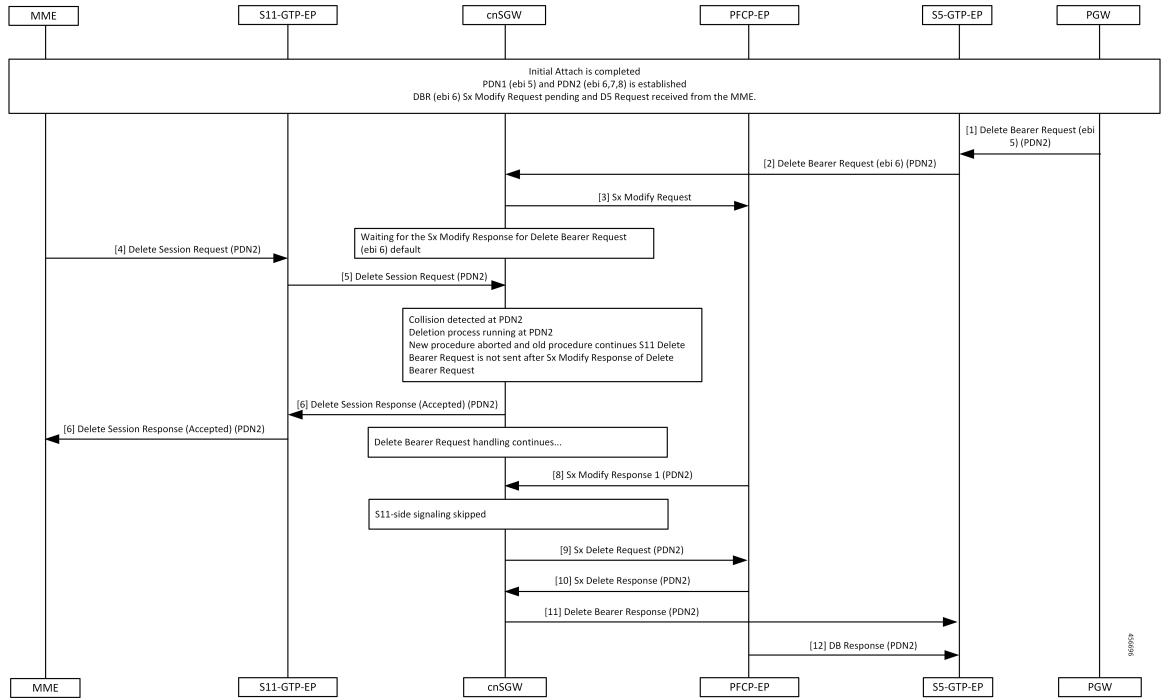 MME S11-GTP-EP cnSGW PFCP-EP S5-GTP-EP PGW
Initial Attach is completed
PDN1 (ebi 5) and PDN2 (ebi 6,7,8) is established
DBR (ebi 6) Sx Modify Request pending and D5 Request received from the MME.
[1] Delete Bearer Request (ebi
5) (PDN2)
[2] Delete Bearer Request (ebi 6) (PDN2)
[3] Sx Modify Request
Waiting for the Sx Modify Response for Delete Bearer Request
(ebi 6) default
[4] Delete Session Request (PDN2)
[5] Delete Session Request (PDN2)
Collision detected at PDN2
Deletion process running at PDN2
New procedure aborted and old procedure continues S11 Delete
Bearer Request is not sent after Sx Modify Response of Delete
Bearer Request
[6] Delete Session Response (Accepted) (PDN2)
[6] Delete Session Response (Accepted) (PDN2)
Delete Bearer Request handling continues...
[8] Sx Modify Response 1 (PDN2)
S11-side signaling skipped
[9] Sx Delete Request (PDN2)
[10] Sx Delete Response (PDN2)
[11] Delete Bearer Response (PDN2)
[12] DB Response (PDN2)
456696
MME S11-GTP-EP cnSGW PFCP-EP S5-GTP-EP PGW